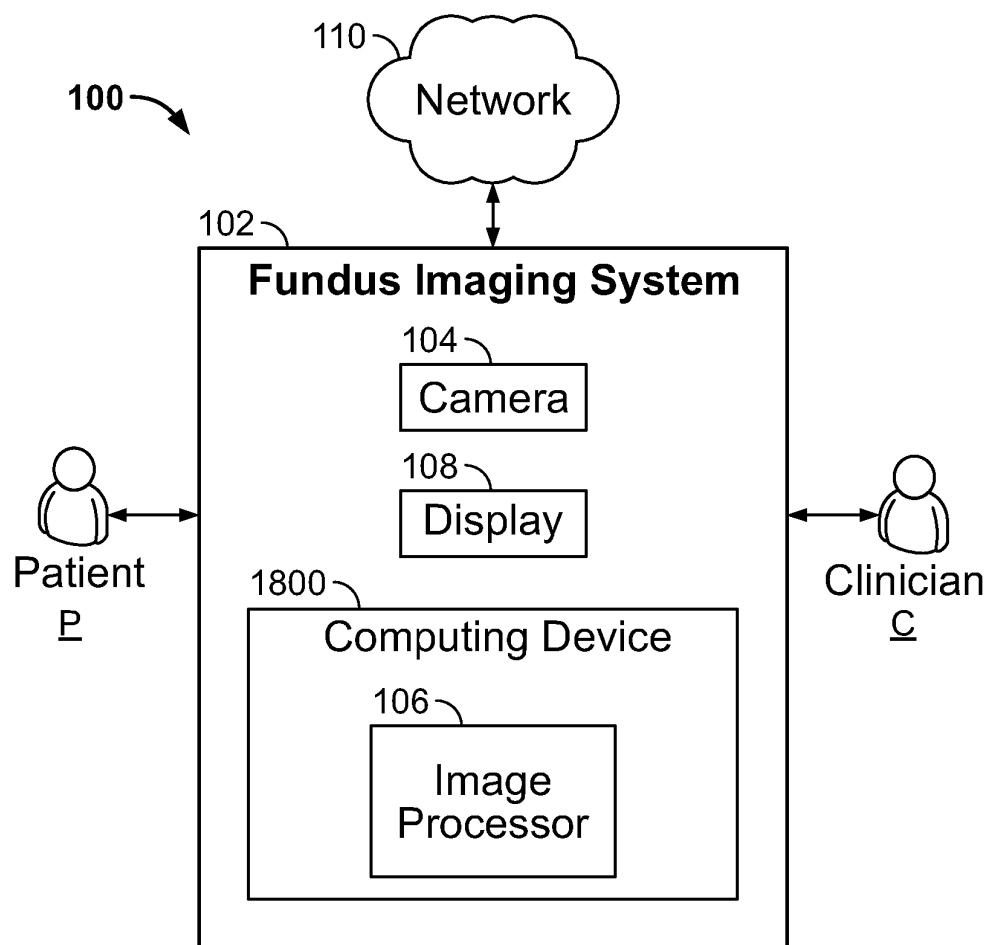 110
Network
100
102
Fundus Imaging System
104
Camera
108
Display
Patient
P
Clinician
C
1800
Computing Device
106
Image
Processor